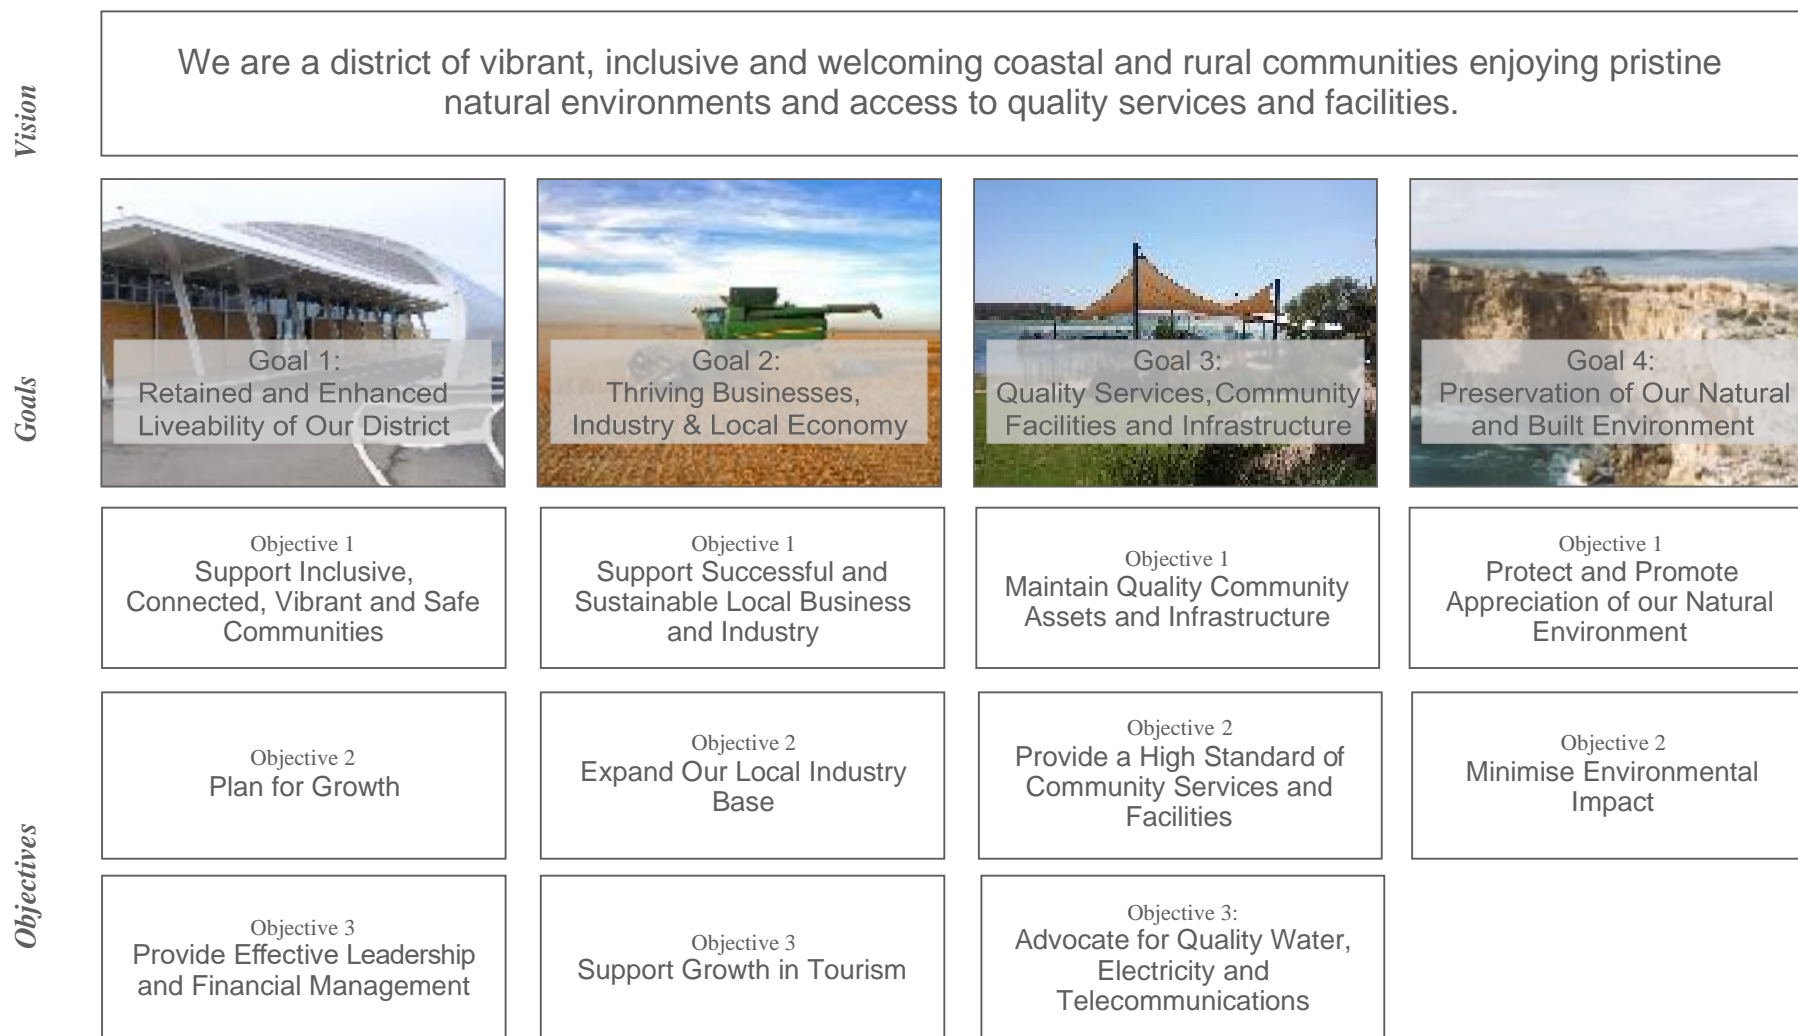 Vision
We are a district of vibrant, inclusive and welcoming coastal and rural communities enjoying pristine
natural environments and access to quality services and facilities.
Goals
Goal 1:
Retained and Enhanced
Liveability of Our District
Goal 2:
Thriving Businesses,
Industry & Local Economy
Goal 3:
Quality Services, Community
Facilities and Infrastructure
Goal 4:
Preservation of Our Natural
and Built Environment
Objectives
Objective 1
Support Inclusive,
Connected, Vibrant and Safe
Communities
Objective 1
Support Successful and
Sustainable Local Business
and Industry
Objective 1
Maintain Quality Community
Assets and Infrastructure
Objective 1
Protect and Promote
Appreciation of our Natural
Environment
Objective 2
Plan for Growth
Objective 2
Expand Our Local Industry
Base
Objective 2
Provide a High Standard of
Community Services and
Facilities
Objective 2
Minimise Environmental
Impact
Objective 3
Provide Effective Leadership
and Financial Management
Objective 3
Support Growth in Tourism
Objective 3:
Advocate for Quality Water,
Electricity and
Telecommunications